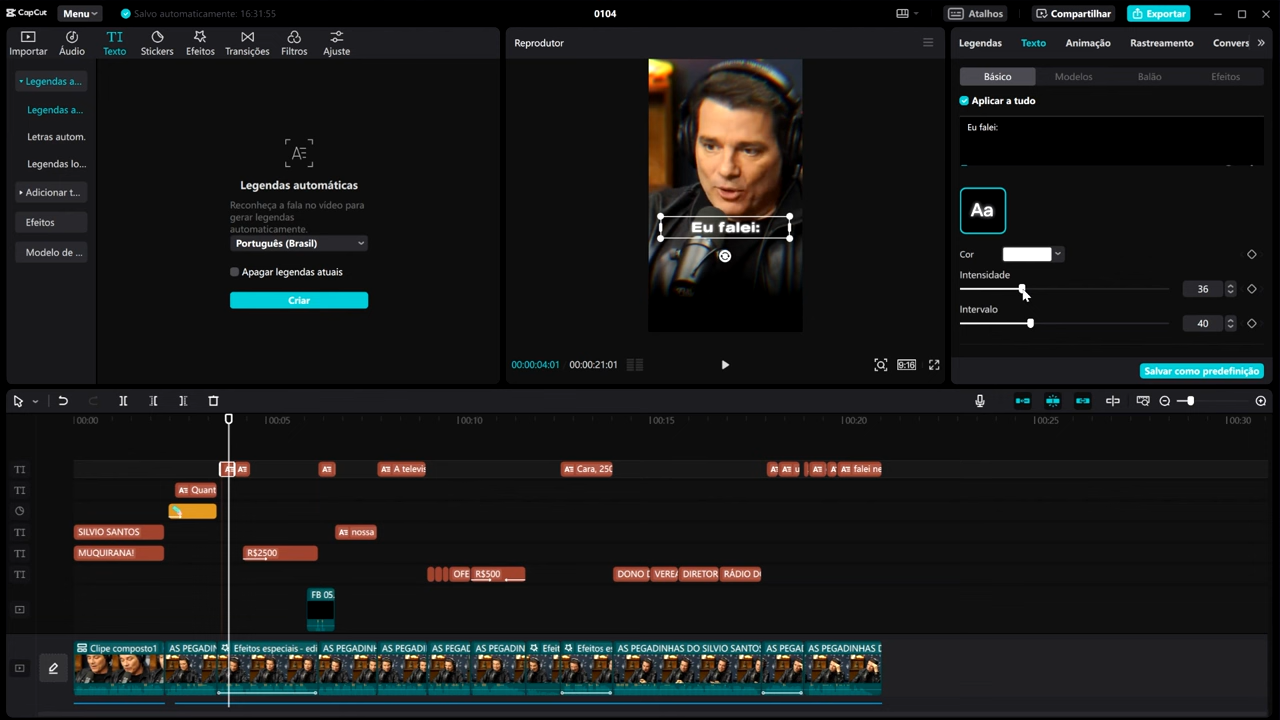 CapCut
Menu
Salvo automaticamente: 16:31:55
0104
Atalhos
Compartilhar
Exportar
Importar
Áudio
Texto
Stickers
Efeitos
Transições
Filtros
Ajuste
Legendas a...
Legendas a...
Letras autom.
Legendas lo...
Adicionar t...
Efeitos
Modelo de ...
Legendas automáticas
Reconheça a fala no vídeo para
gerar legendas
automaticamente.
Português (Brasil)
Apagar legendas atuais
Criar
Reprodutor
Eu falei:
00:00:04:01
00:00:21:01
9:16
Legendas
Texto
Animação
Rastreamento
Convers
Básico
Modelos
Balão
Efeitos
Aplicar a tudo
Eu falei:
Aa
Cor
Intensidade
36
Intervalo
40
Salvar como predefinição
00:00
00:05
00:10
00:15
00:20
00:25
00:30
A televis
Cara, 250
u
falei ne
Quant
SILVIO SANTOS
nossa
MUQUIRANA!
R$2500
OFE
R$500
DONO D
VEREA
DIRETOR
RÁDIO DO
FB 05
Clipe composto1
AS PEGADIN
Efeitos especiais - edi
AS PEGADINH
AS PEGADI
AS PEGAD
AS PEGADIN
Efeit
Efeitos es
AS PEGADINHAS DO SILVIO SANTOS
AS PEGAI
AS PEGADINHAS D